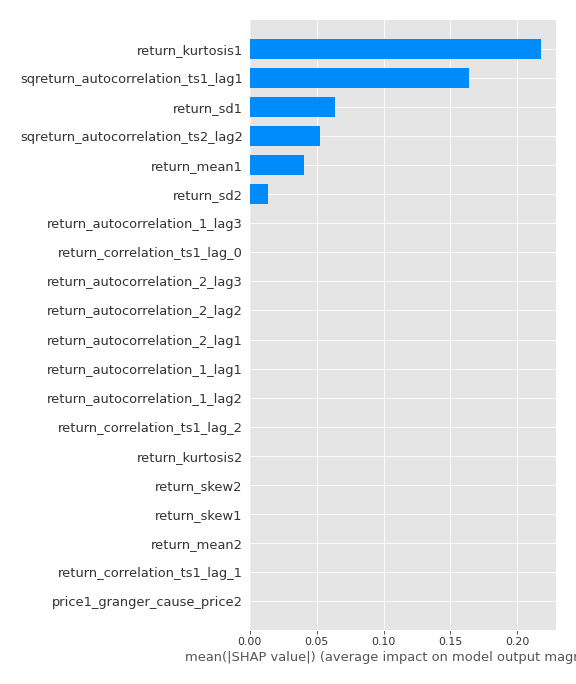 return_kurtosis1
sqreturn_autocorrelation_ts1_lag1
return_sd1
sqreturn_autocorrelation_ts2_lag2
return_mean1
return_sd2
return_autocorrelation_1_lag3
return_correlation_ts1_lag_0
return_autocorrelation_2_lag3
return_autocorrelation_2_lag2
return_autocorrelation_2_lag1
return_autocorrelation_1_lag1
return_autocorrelation_1_lag2
return_correlation_ts1_lag_2
return_kurtosis2
return_skew2
return_skew1
return_mean2
return_correlation_ts1_lag_1
price1_granger_cause_price2
0.00 0.05 0.10 0.15 0.20
mean(|SHAP value|) (average impact on model output magn